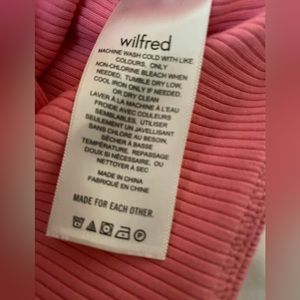 wilfred
MACHINE WASH COLD WITH LIKE
COLOURS, ONLY
NON-CHLORINE BLEACH WHEN
NEEDED, TUMBLE DRY LOW,
COOL IRON ONLY IF NEEDED,
OR DRY CLEAN
LAVER À LA MACHINE À L'EAU
FROIDE AVEC COULEURS
SEMBLABLES, UTILISER
SEULEMENT UN JAVELLISANT
SANS CHLORE AU BESOIN,
SÉCHER À BASSE
TEMPÉRATURE, REPASSAGE
DOUX SI NÉCESSAIRE, OU
NETTOYER À SEC
MADE IN CHINA
FABRIQUÉ EN CHINE
MADE FOR EACH OTHER.